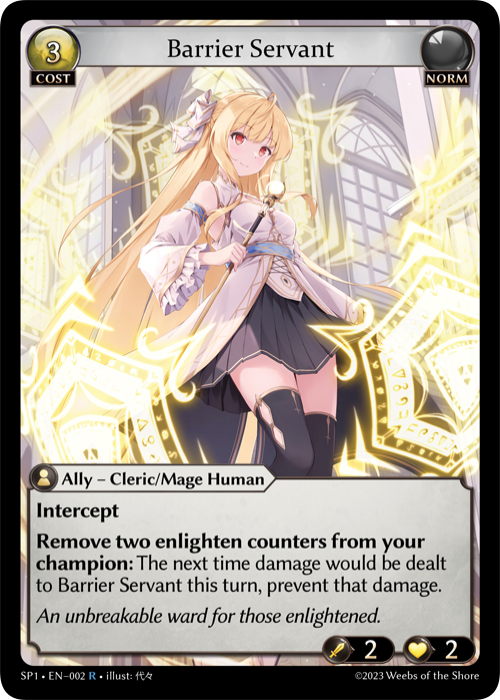 3
COST
Barrier Servant
NORM
Ally – Cleric/Mage Human
Intercept
Remove two enlighten counters from your
champion: The next time damage would be dealt
to Barrier Servant this turn, prevent that damage.
An unbreakable ward for those enlightened.
2
2
SP1 • EN–002 R • illust: 代々
©2023 Weebs of the Shore